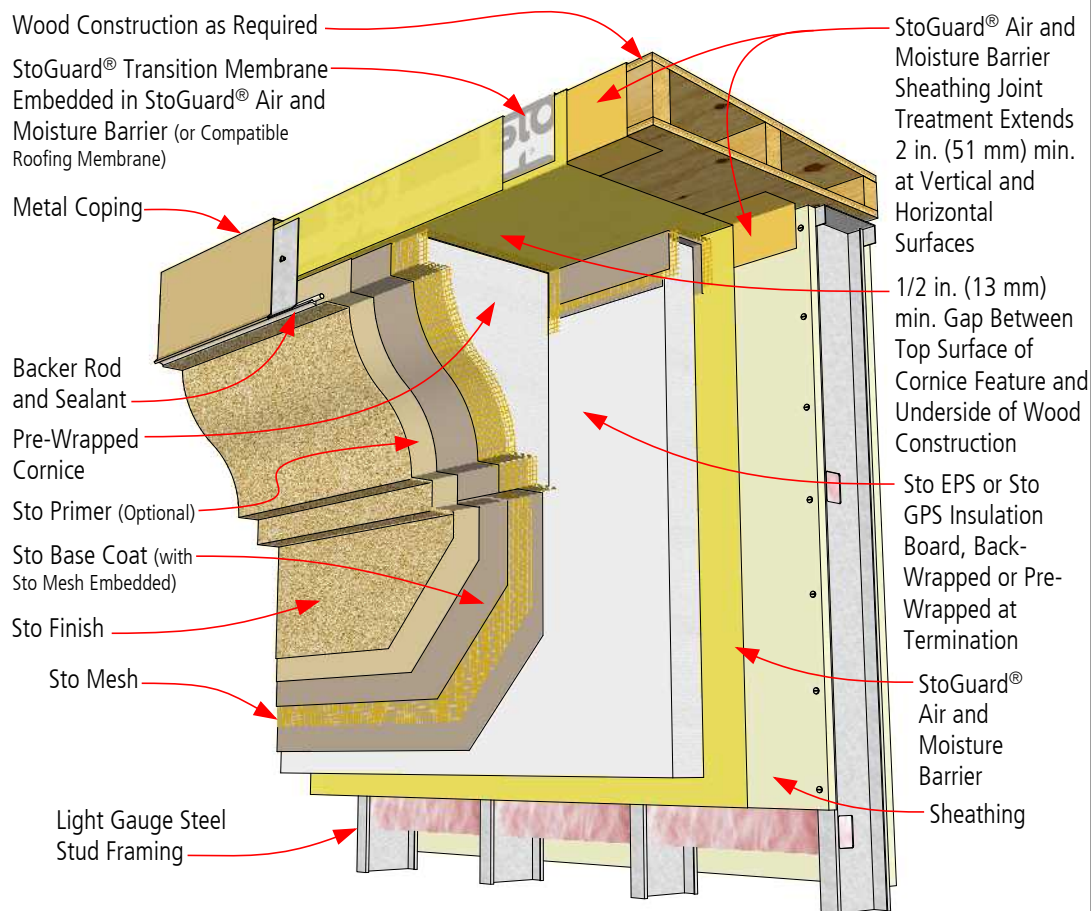 Wood Construction as Required
StoGuard® Transition Membrane
Embedded in StoGuard® Air and
Moisture Barrier (or Compatible
Roofing Membrane)
Metal Coping
Backer Rod
and Sealant
Pre-Wrapped
Cornice
Sto Primer (Optional)
Sto Base Coat (with
Sto Mesh Embedded)
Sto Finish
Sto Mesh
Light Gauge Steel
Stud Framing
sto
StoGuard® Air and
Moisture Barrier
Sheathing Joint
Treatment Extends
2 in. (51 mm) min.
at Vertical and
Horizontal
Surfaces
1/2 in. (13 mm)
min. Gap Between
Top Surface of
Cornice Feature and
Underside of Wood
Construction
Sto EPS or Sto
GPS Insulation
Board, Back-
Wrapped or Pre-
Wrapped at
Termination
StoGuard®
Air and
Moisture
Barrier
Sheathing